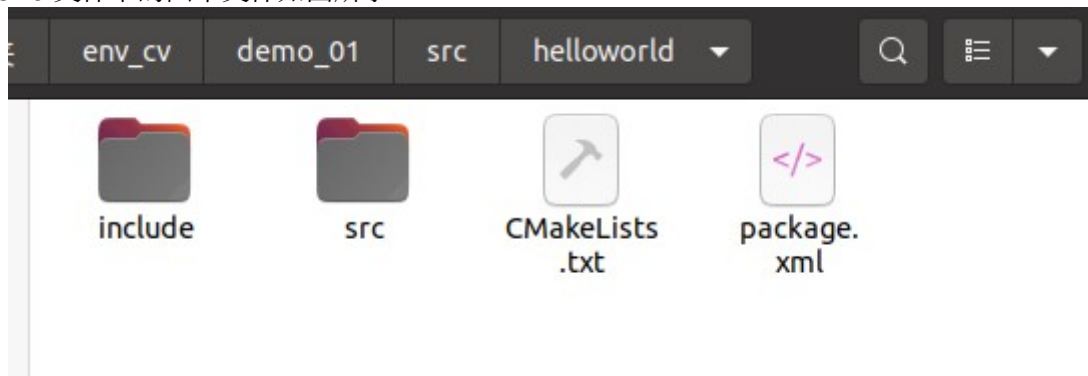 env_cv demo_01 src helloworld
include src CMakeLists package.
.txt xml